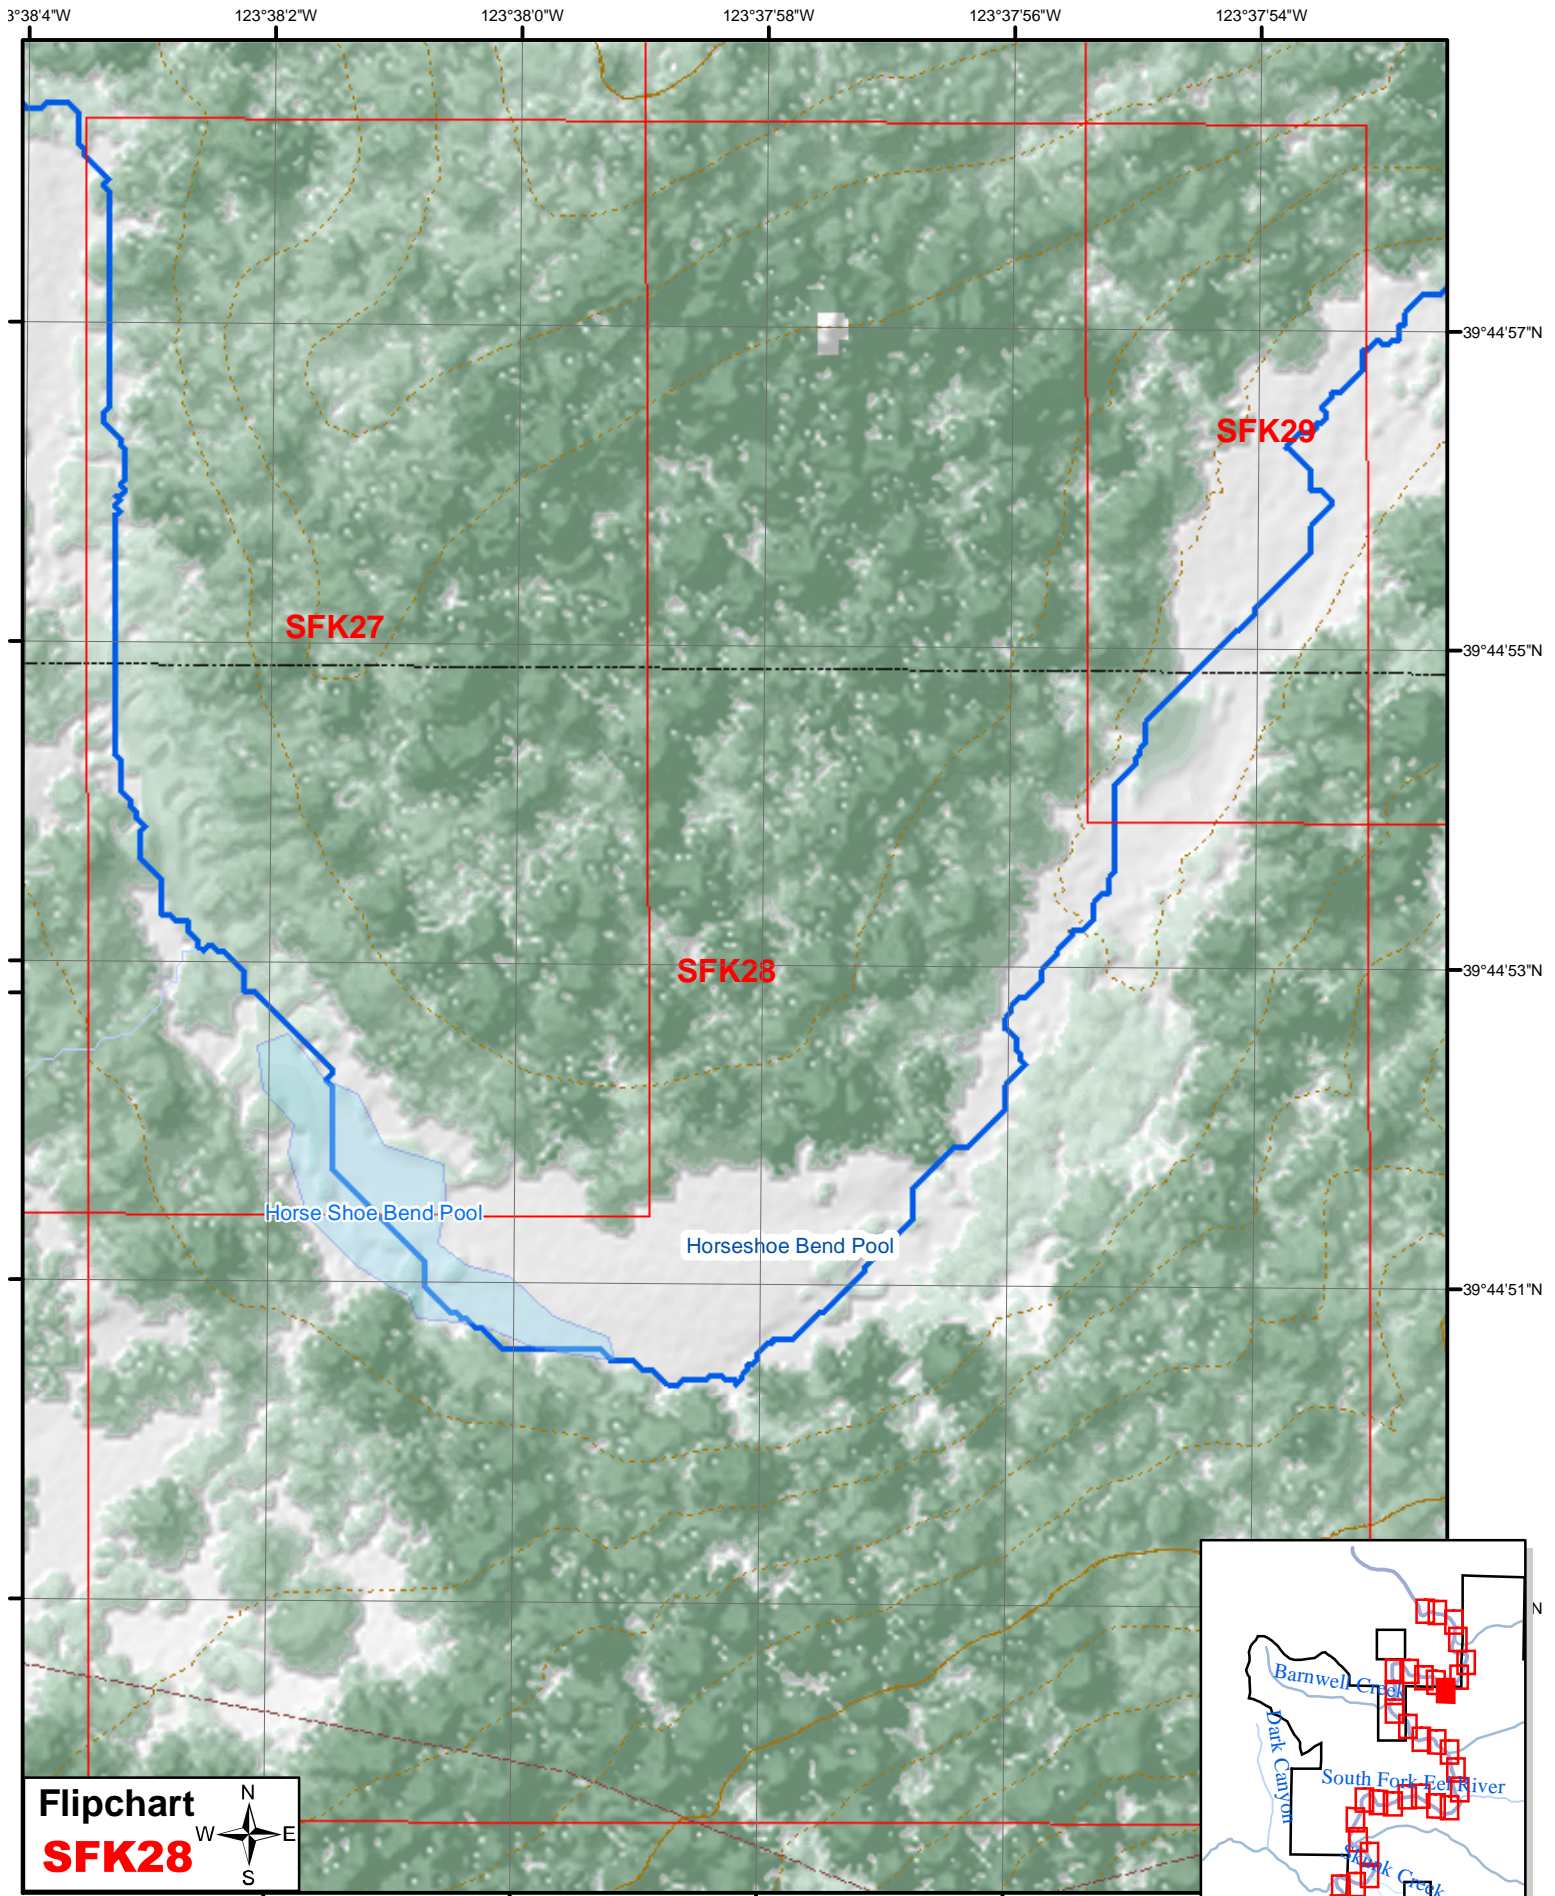 3°38'4"W
123°38'2"W
123°38'0"W
123°37'58"W
123°37'56"W
123°37'54"W
39°44'57"N
SFK29
SFK27
39°44'55"N
SFK28
39°44'53"N
Horse Shoe Bend Pool
Horseshoe Bend Pool
39°44'51"N
N
Barnwell Creek
Dark Canyon
South Fork Eel River
Skunk Creek
Flipchart
SFK28
N
W
E
S